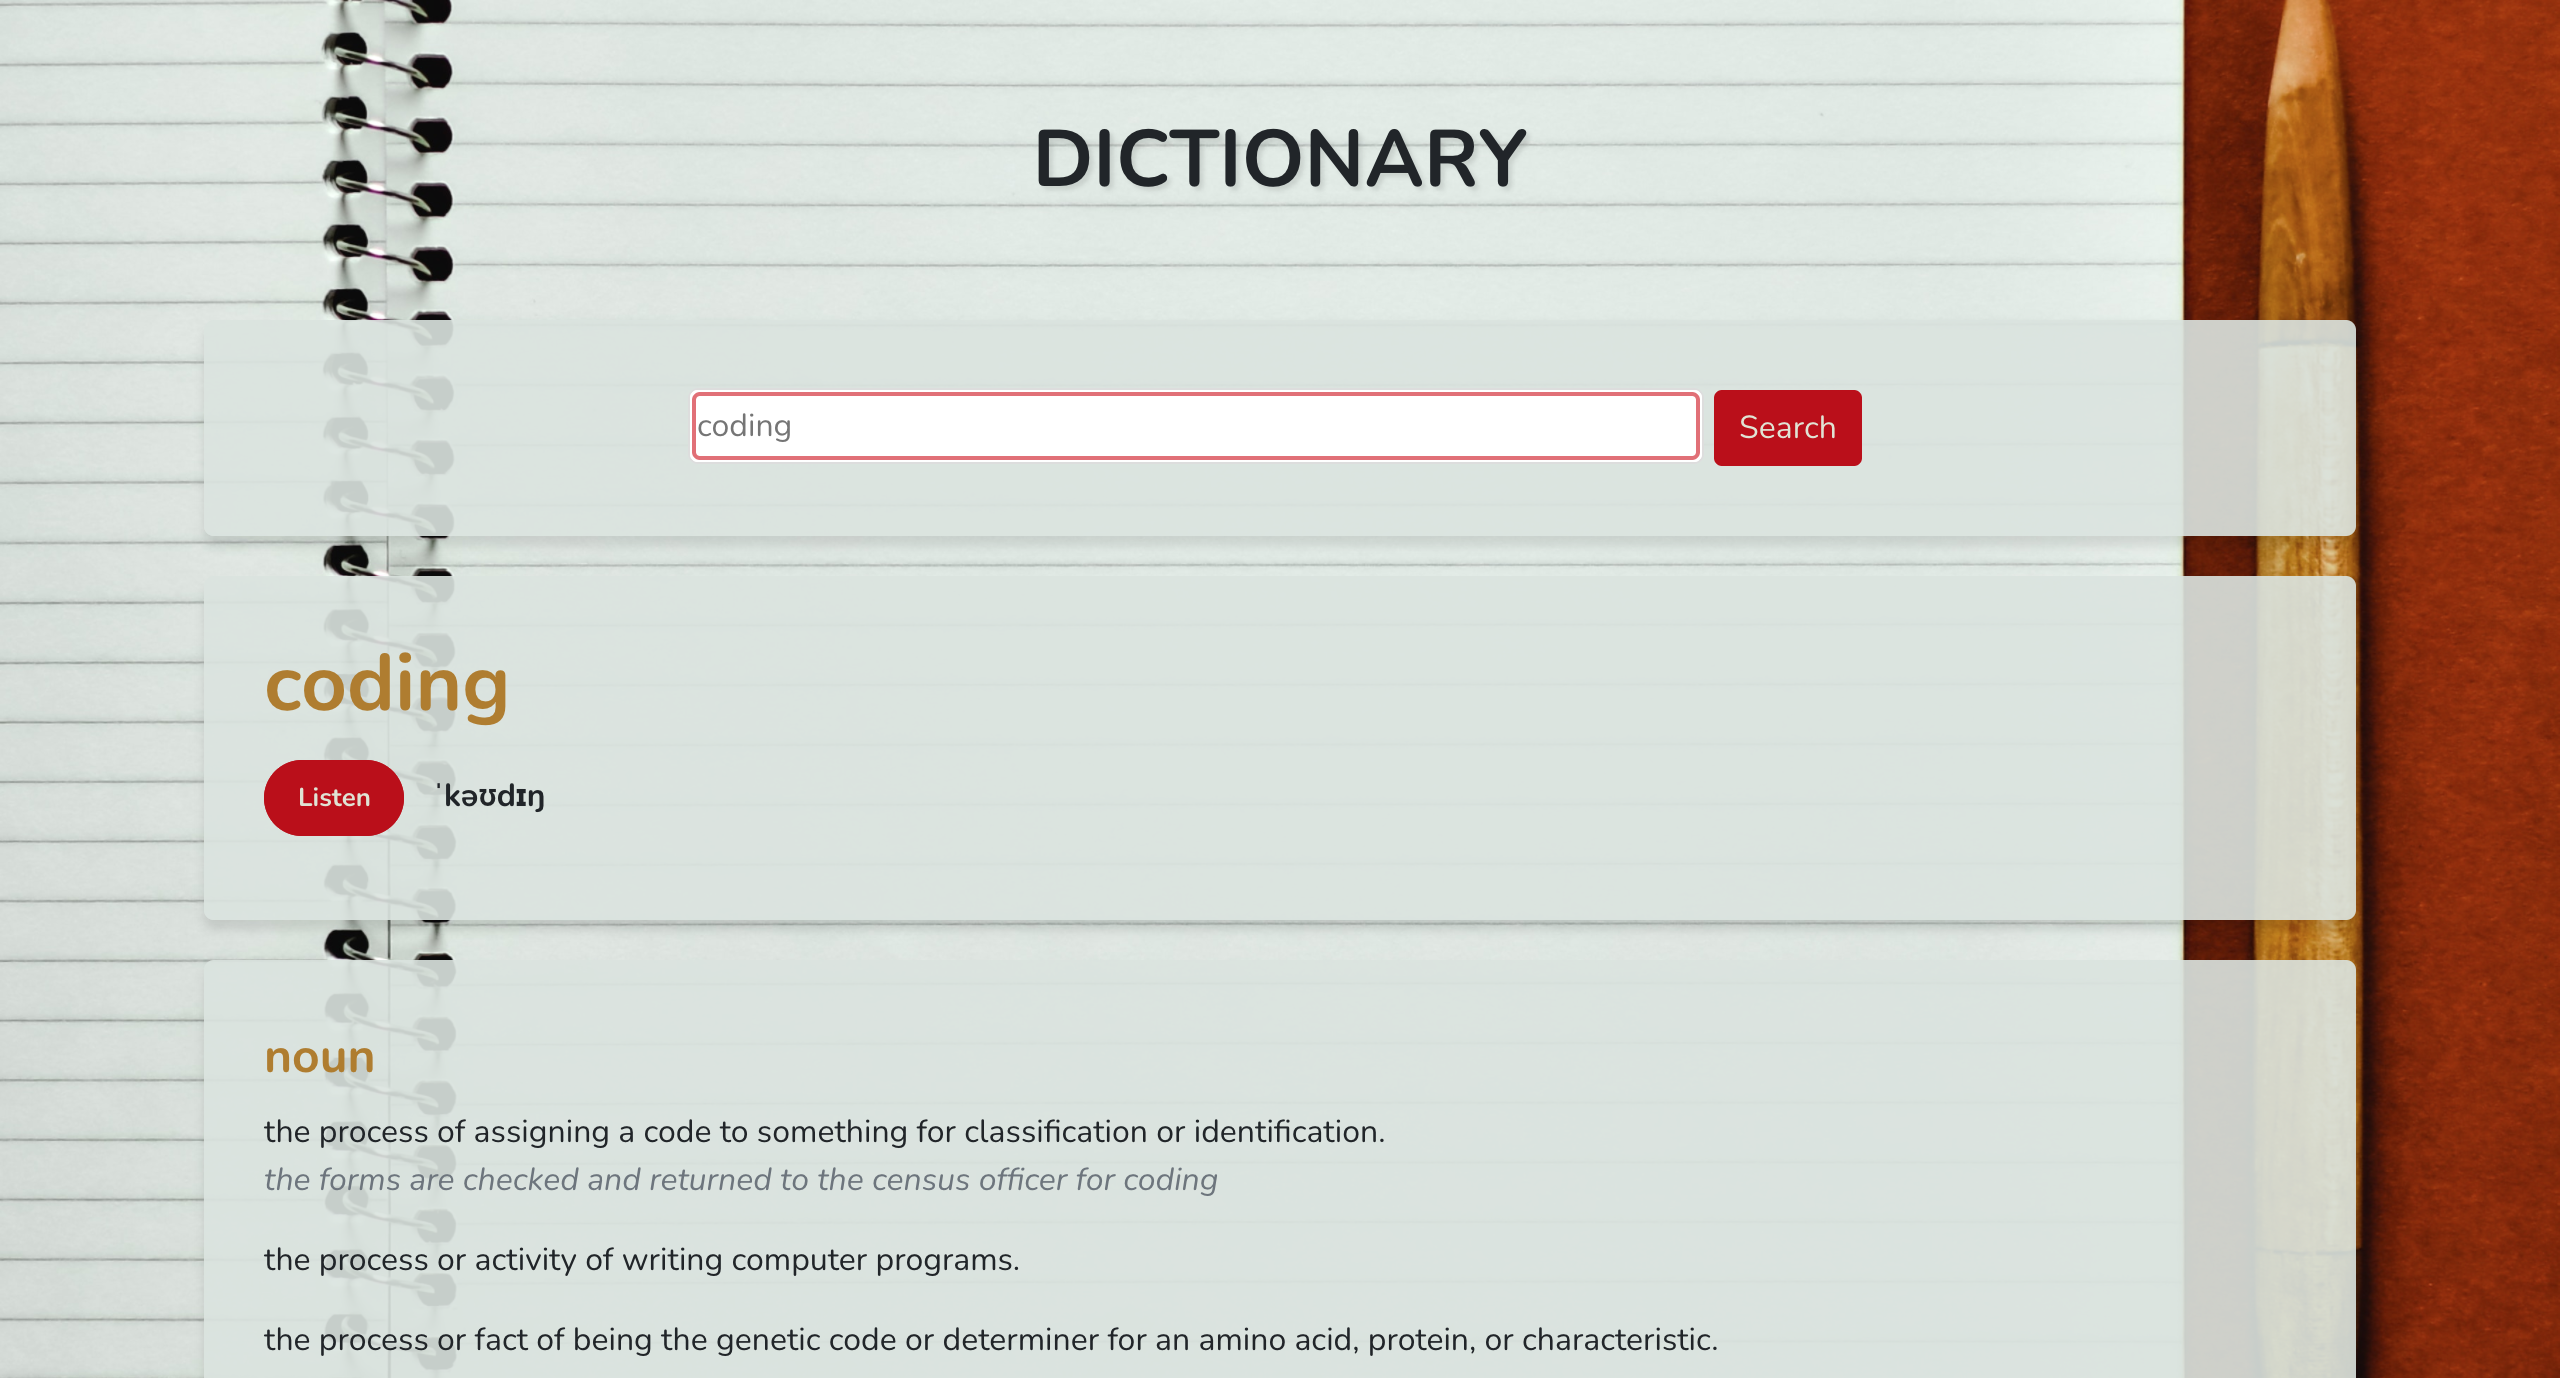 DICTIONARY
coding
Search
coding
Listen
ˈkəʊdɪŋ
noun
the process of assigning a code to something for classification or identification.
the forms are checked and returned to the census officer for coding
the process or activity of writing computer programs.
the process or fact of being the genetic code or determiner for an amino acid, protein, or characteristic.